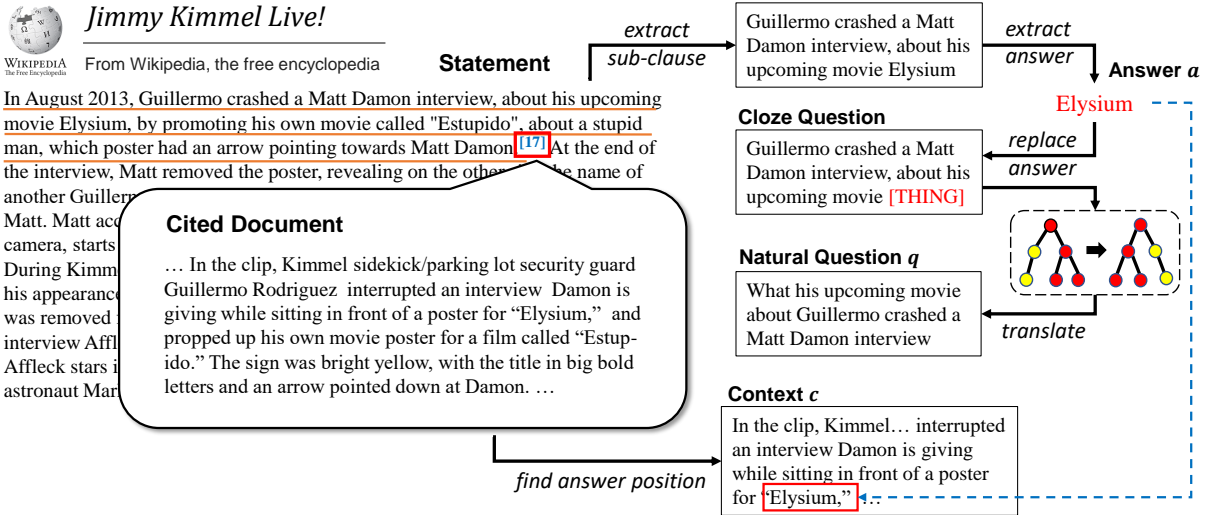 Jimmy Kimmel Live!
WIKIPEDIA
The Free Encyclopedia
From Wikipedia, the free encyclopedia
Statement
In August 2013, Guillermo crashed a Matt Damon interview, about his upcoming
movie Elysium, by promoting his own movie called "Estupido", about a stupid
man, which poster had an arrow pointing towards Matt Damon [17] At the end of
the interview, Matt removed the poster, revealing on the other name of
another
Matt. Matt
camera, starts
During
his appearance
was removed
interview
Affleck stars
astronaut
Cited Document
… In the clip, Kimmel sidekick/parking lot security guard
Guillermo Rodriguez interrupted an interview Damon is
giving while sitting in front of a poster for “Elysium,” and
propped up his own movie poster for a film called “Estup-
ido.” The sign was bright yellow, with the title in big bold
letters and an arrow pointed down at Damon. …
extract
sub-clause
Guillermo crashed a Matt
Damon interview, about his
upcoming movie Elysium
extract
answer
Answer a
Elysium
Cloze Question
Guillermo crashed a Matt
Damon interview, about his
upcoming movie [THING]
replace
answer
Natural Question q
What his upcoming movie
about Guillermo crashed a
Matt Damon interview
translate
find answer position
Context c
In the clip, Kimmel… interrupted
an interview Damon is giving
while sitting in front of a poster
for “Elysium,” …